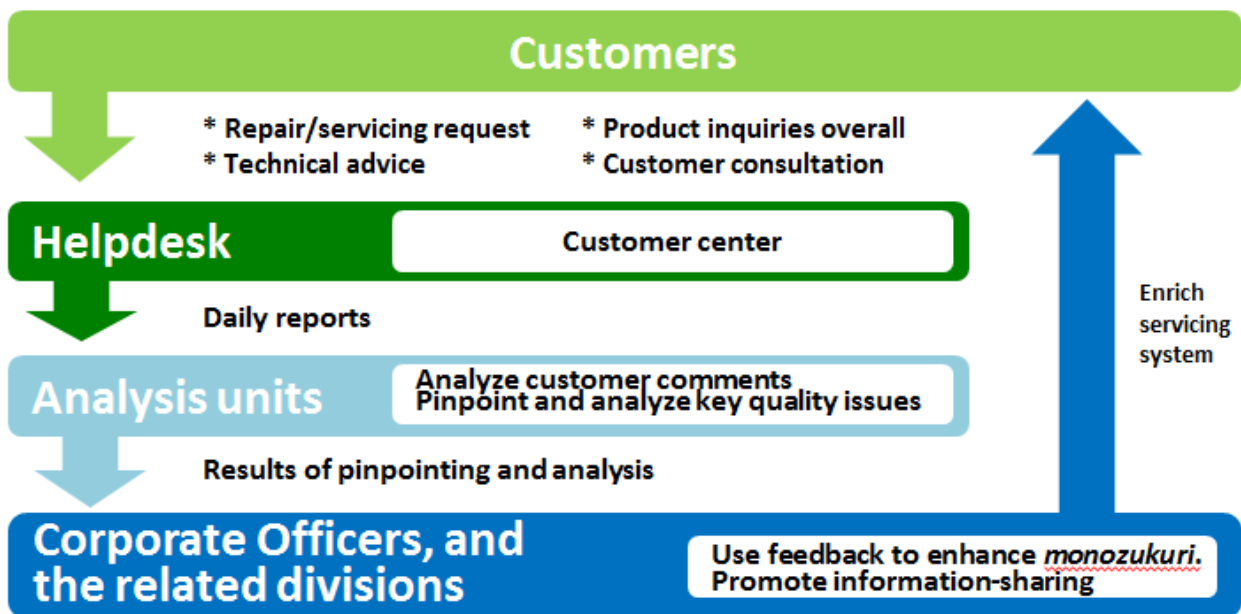 Customers
* Repair/servicing request
* Product inquiries overall
* Technical advice
* Customer consultation
Helpdesk
Customer center
Daily reports
Enrich
servicing
system
Analysis units
Analyze customer comments
Pinpoint and analyze key quality issues
Results of pinpointing and analysis
Corporate Officers, and
the related divisions
Use feedback to enhance monozukuri.
Promote information-sharing